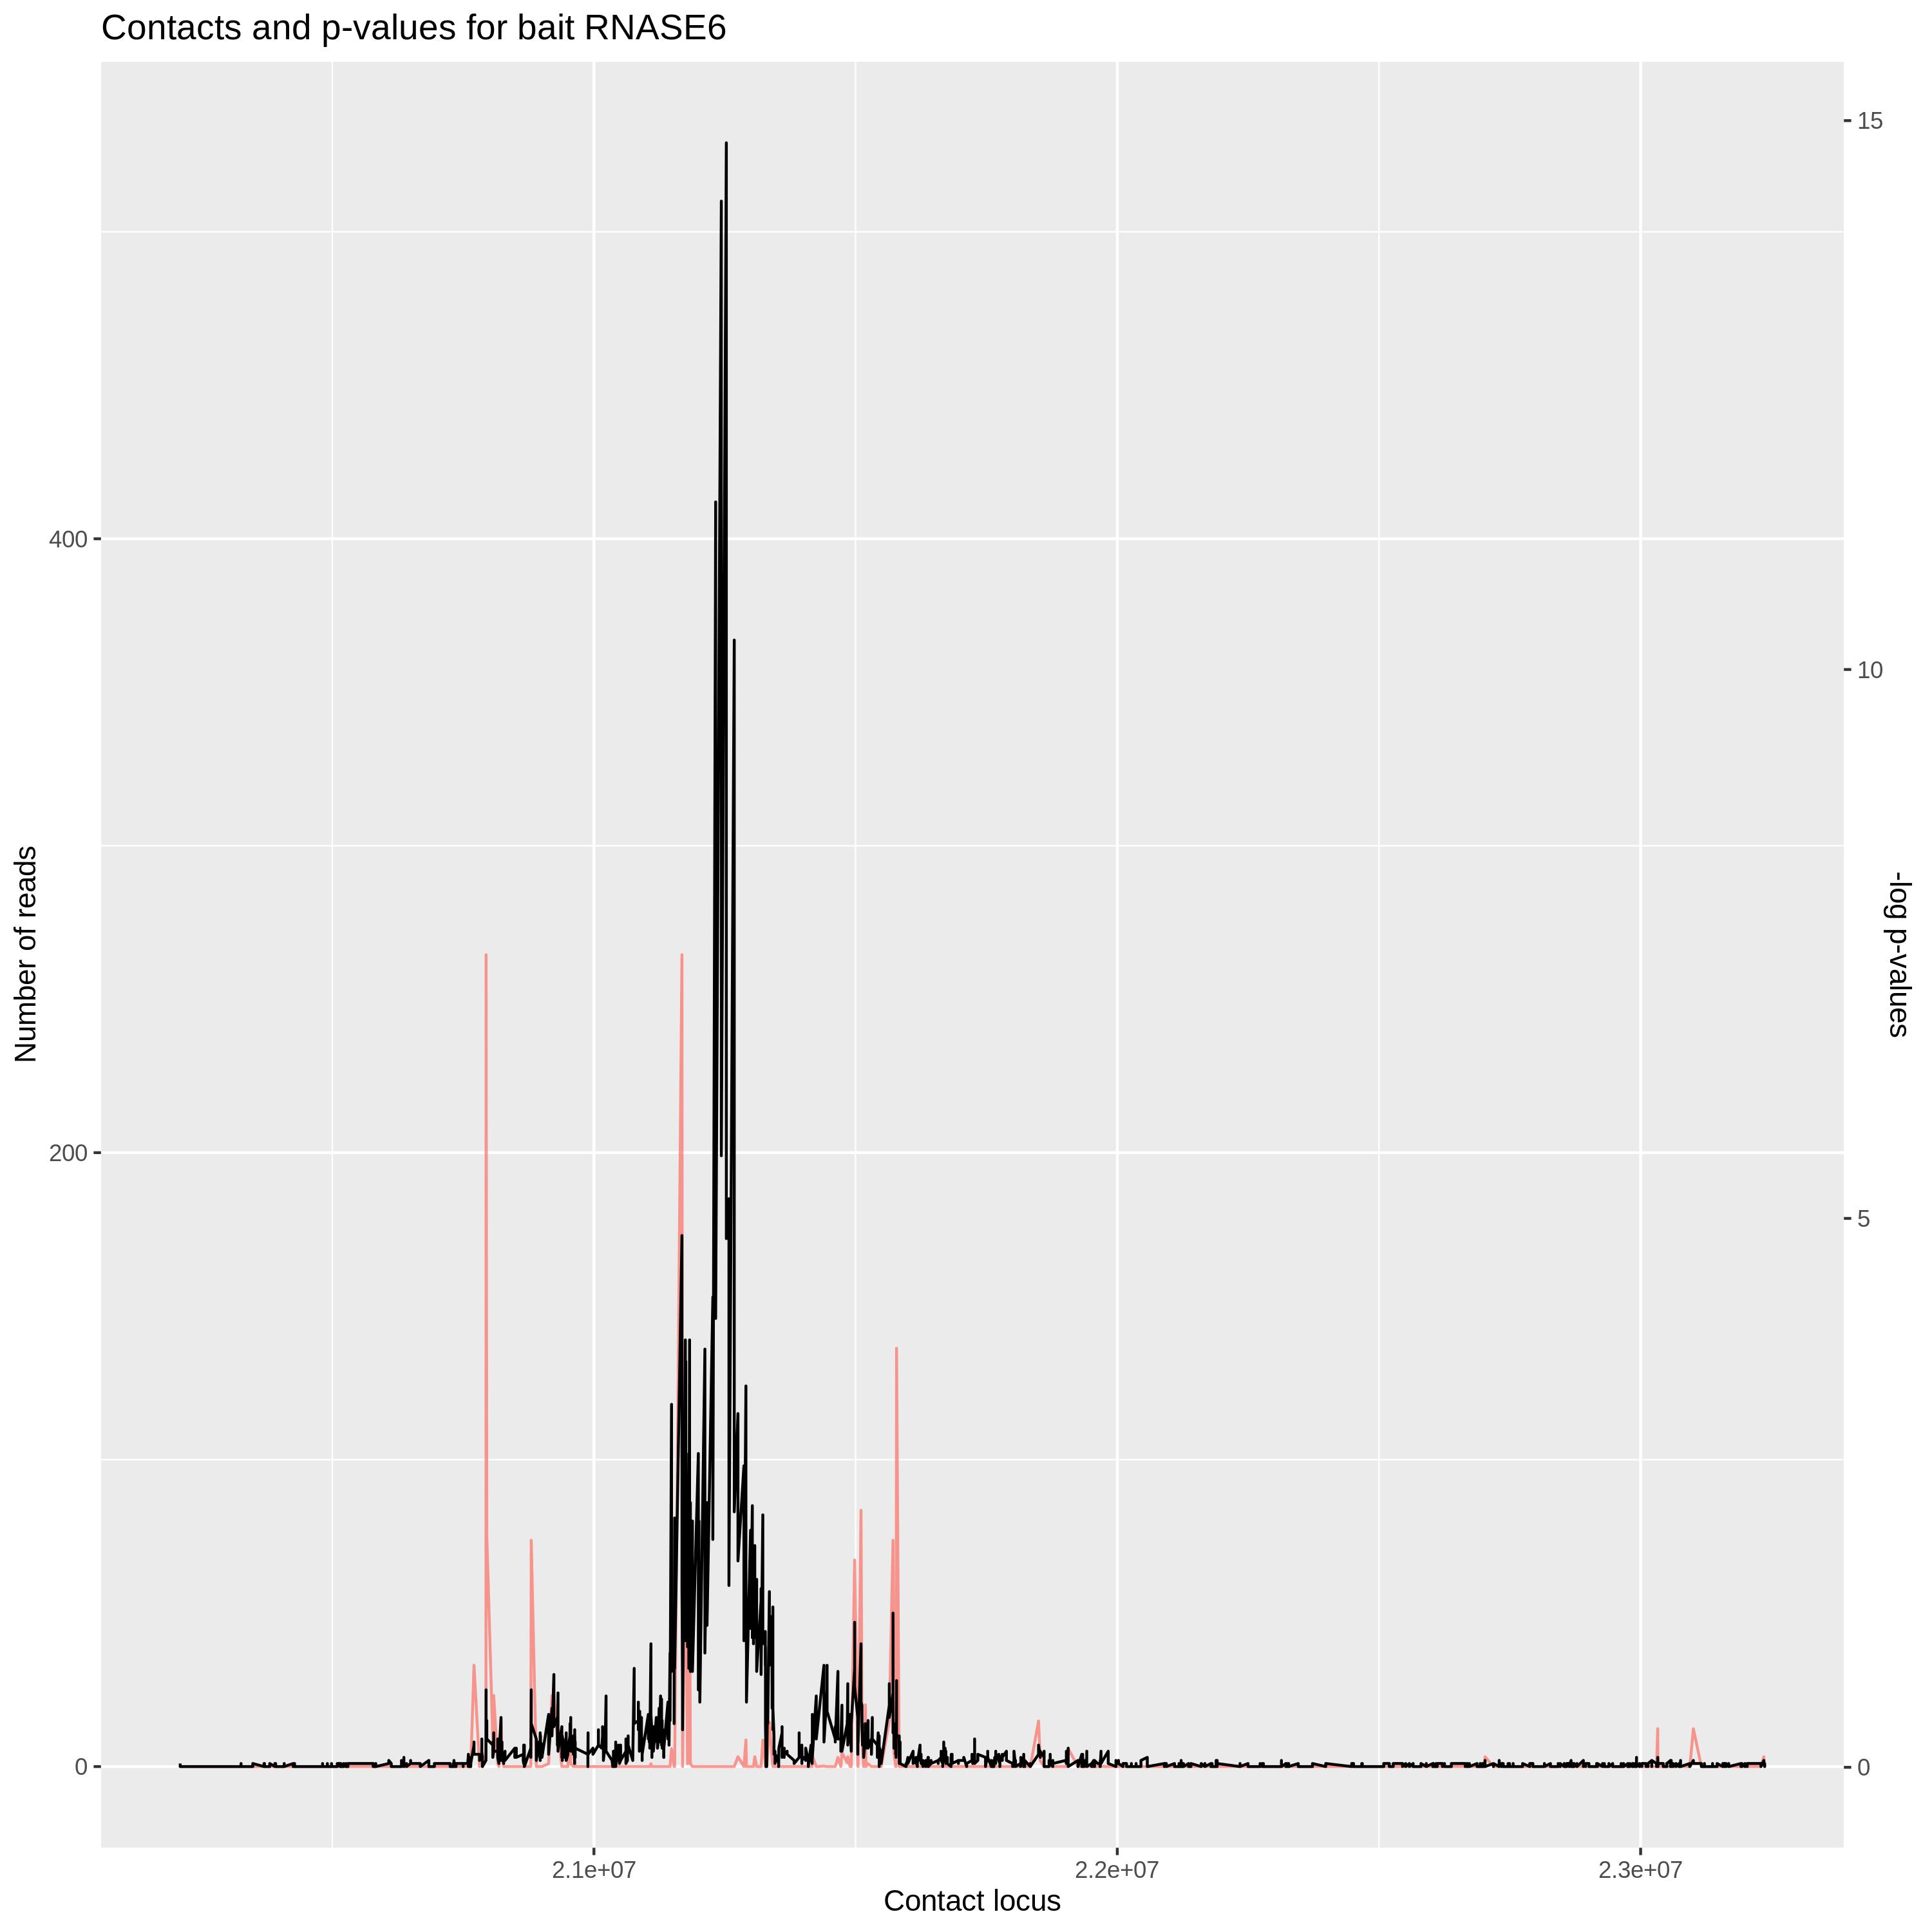 Contacts and p-values for bait RNASE6
Number of reads
400
200
0
15
10
5
0
-log p-values
2.1e+07
2.2e+07
2.3e+07
Contact locus